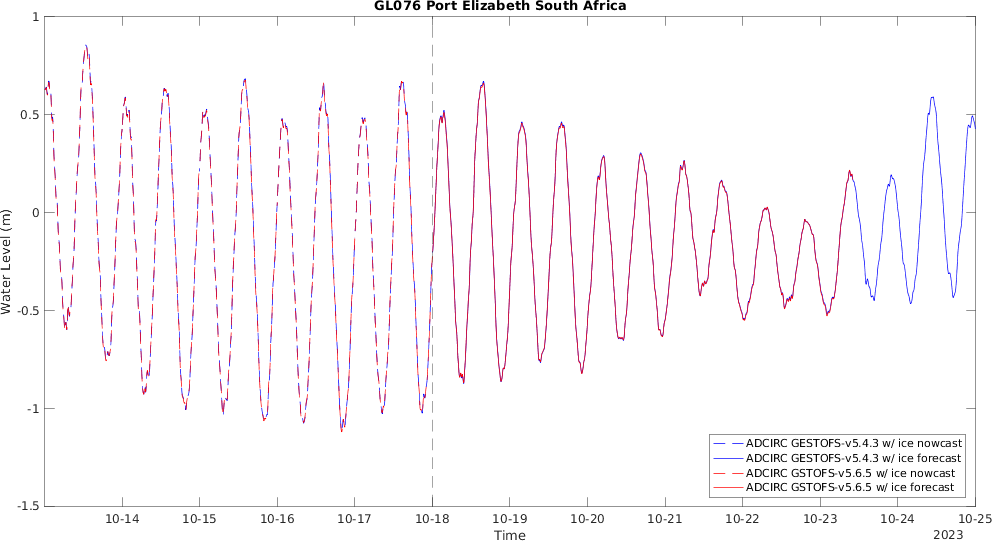 GL076 Port Elizabeth South Africa
1
0.5
0
-0.5
-1
-1.5
Water Level (m)
10-14
10-15
10-16
10-17
10-18
10-19
10-20
10-21
10-22
10-23
10-24
10-25
Time
2023
ADCIRC GESTOFS-v5.4.3 w/ ice nowcast
ADCIRC GESTOFS-v5.4.3 w/ ice forecast
ADCIRC GSTOFS-v5.6.5 w/ ice nowcast
ADCIRC GSTOFS-v5.6.5 w/ ice forecast